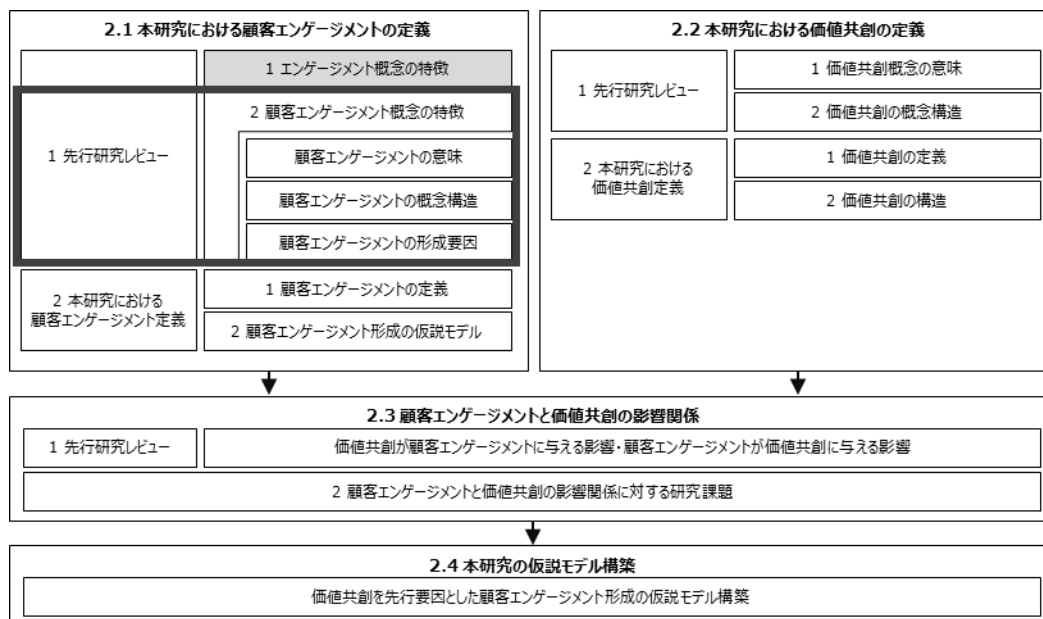 2.1 本研究における顧客エンゲージメントの定義
1 エンゲージメント概念の特徴
1 先行研究レビュー
2 顧客エンゲージメント概念の特徴
顧客エンゲージメントの意味
顧客エンゲージメントの概念構造
顧客エンゲージメントの形成要因
2 本研究における
顧客エンゲージメント定義
1 顧客エンゲージメントの定義
2 顧客エンゲージメント形成の仮説モデル
2.2 本研究における価値共創の定義
1 先行研究レビュー
1 価値共創概念の意味
2 価値共創の概念構造
2 本研究における
価値共創定義
1 価値共創の定義
2 価値共創の構造
2.3 顧客エンゲージメントと価値共創の影響関係
1 先行研究レビュー
価値共創が顧客エンゲージメントに与える影響・顧客エンゲージメントが価値共創に与える影響
2 顧客エンゲージメントと価値共創の影響関係に対する研究課題
2.4 本研究の仮説モデル構築
価値共創を先行要因とした顧客エンゲージメント形成の仮説モデル構築